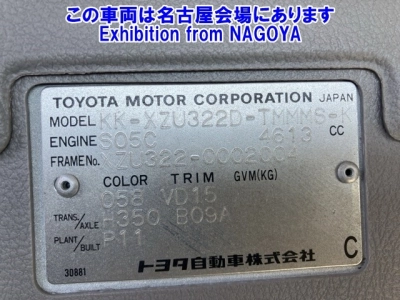 この車両は名古屋会場にあります
Exhibition from NAGOYA
TOYOTA MOTOR CORPORATION JAPAN
MODEL KK-XZU322D-TMMMS-K
ENGINE S05C 4613 CC
FRAME No.
COLOR TRIM GVM(KG)
058 VD15
TRANS./AXLE H350 B09A
PLANT/BUILT P11
30881 トヨタ自動車株式会社 C